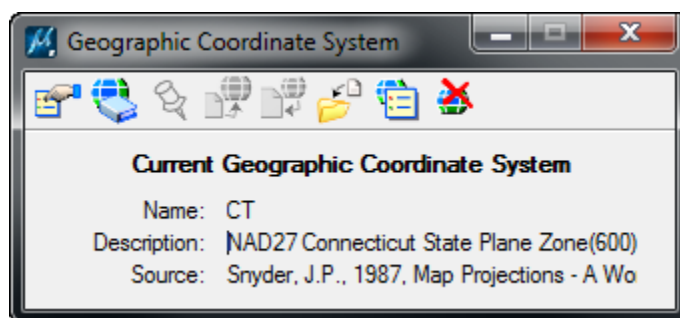 Geographic Coordinate System
Current Geographic Coordinate System
Name: CT
Description: NAD27 Connecticut State Plane Zone(600)
Source: Snyder, J.P., 1987, Map Projections - A Wo